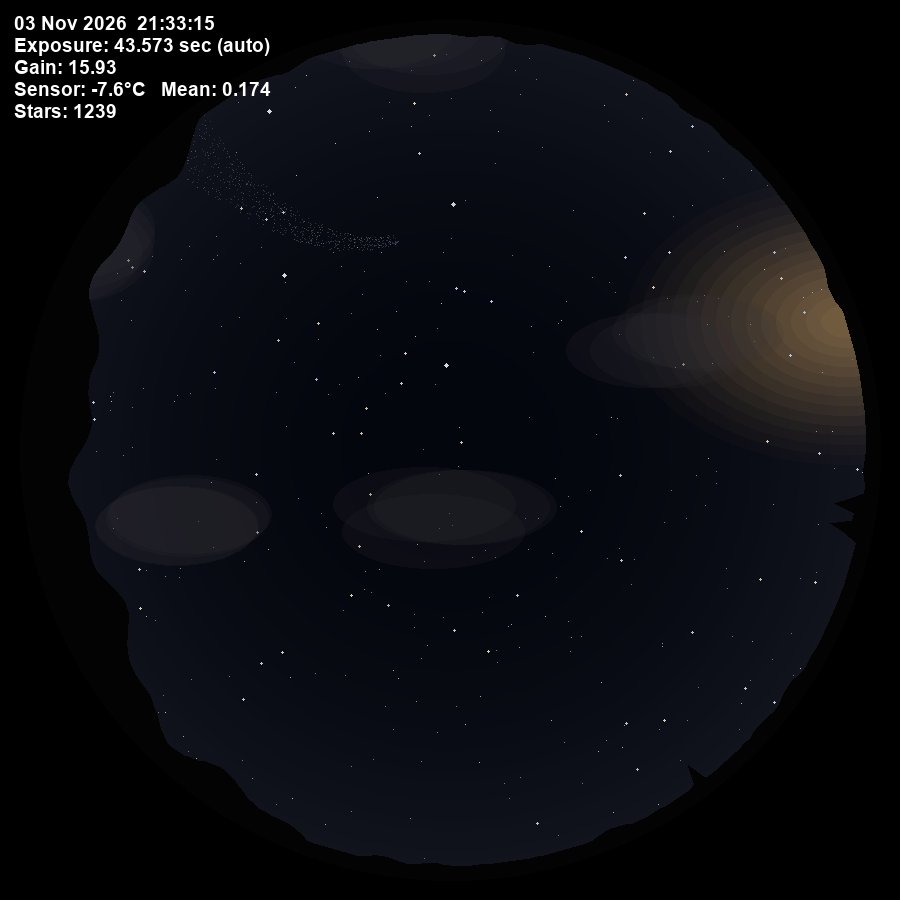 03 Nov 2026  21:33:15
Exposure: 43.573 sec (auto)
Gain: 15.93
Sensor: -7.6°C   Mean: 0.174
Stars: 1239